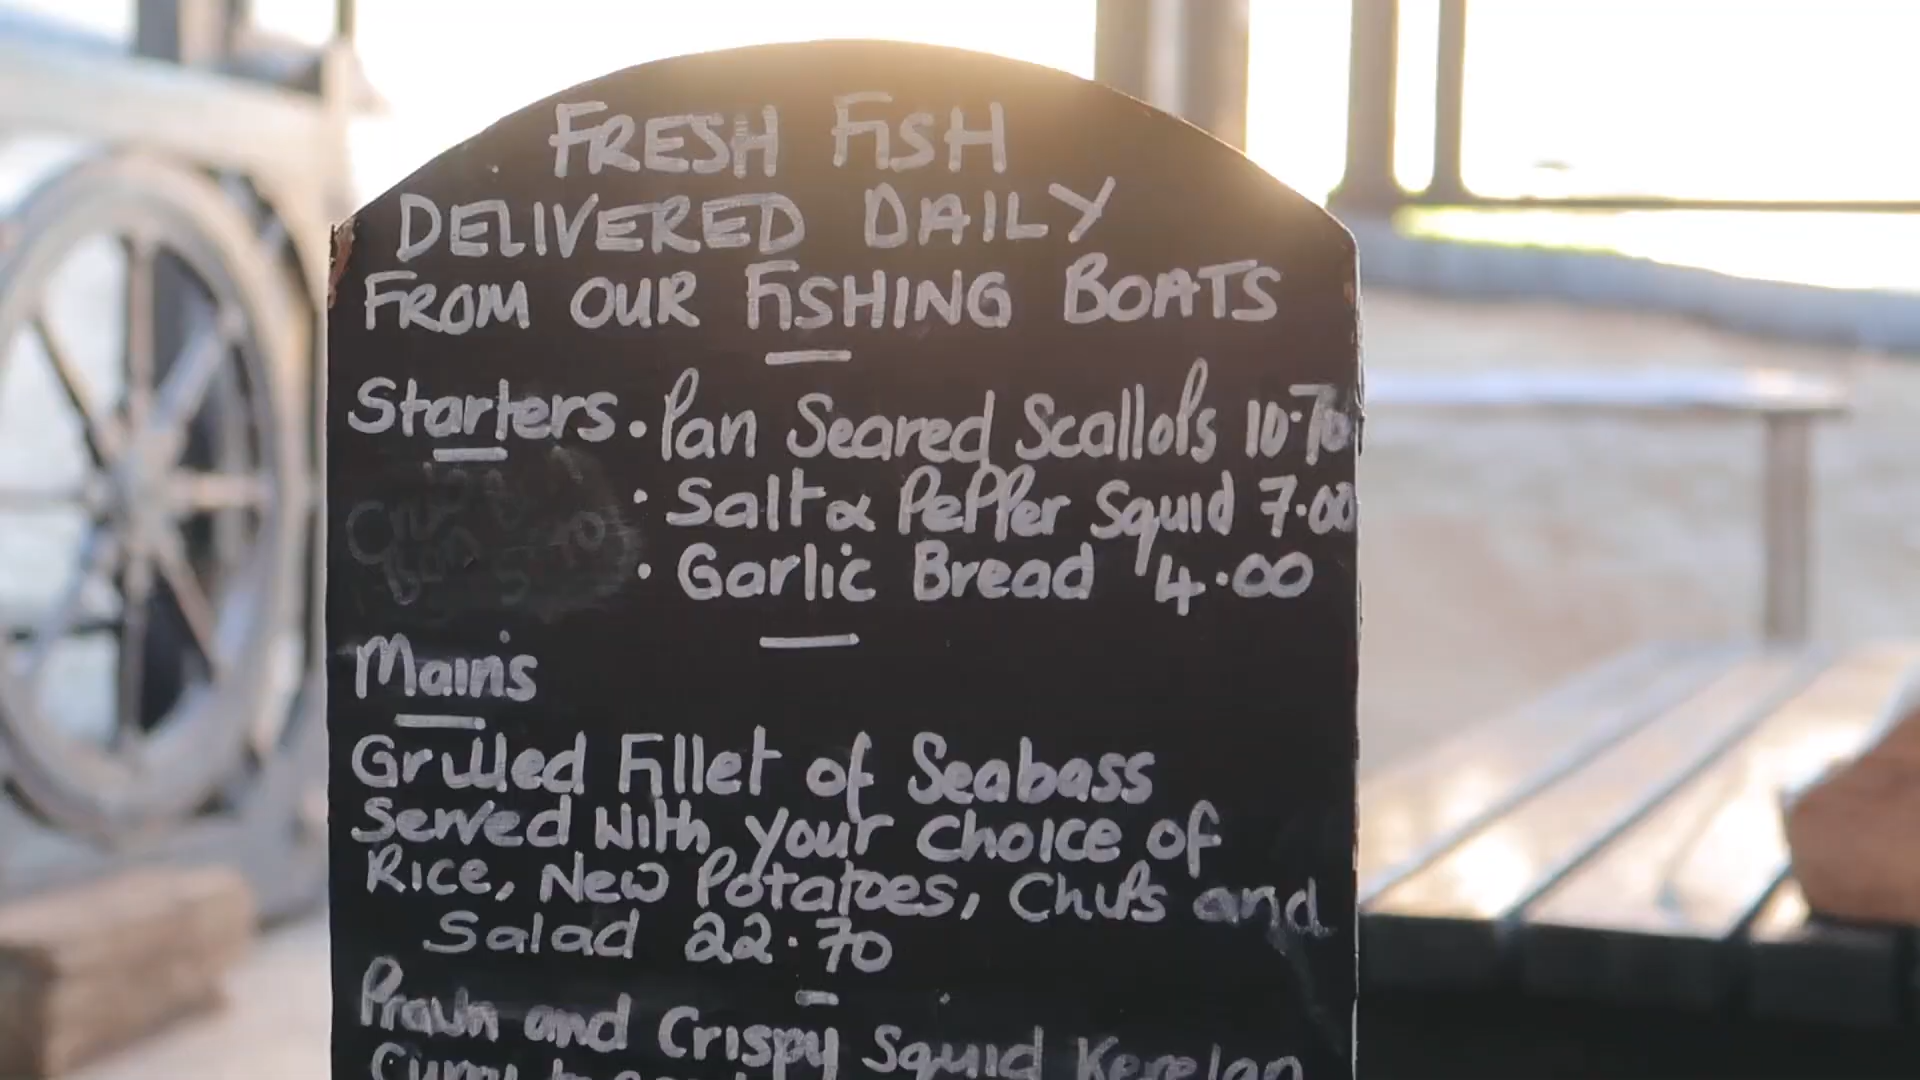 FRESH FISH
DELIVERED DAILY
FROM OUR FISHING BOATS
Starters • Pan Seared Scallops 10.70
• Salt & Pepper Squid 7.00
• Garlic Bread 4.00
Mains
Grilled Fillet of Seabass
Served With your Choice of
Rice, New Potatoes, Chips and
Salad 22.70
Prawn and Crispy Squid Keralan
Curry